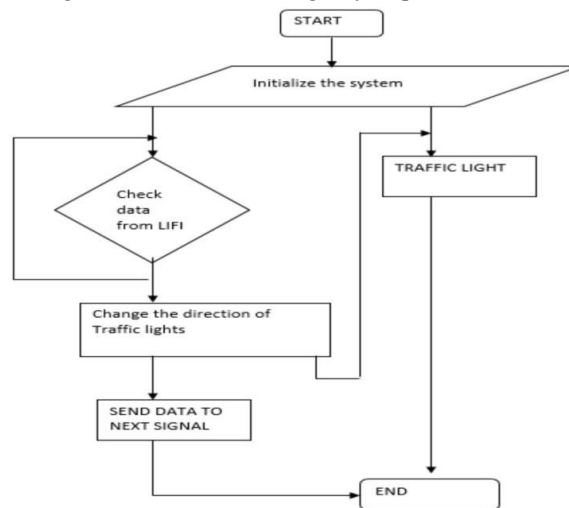 START
Initialize the system
Check
data
from LIFI
TRAFFIC LIGHT
Change the direction of
Traffic lights
SEND DATA TO
NEXT SIGNAL
END